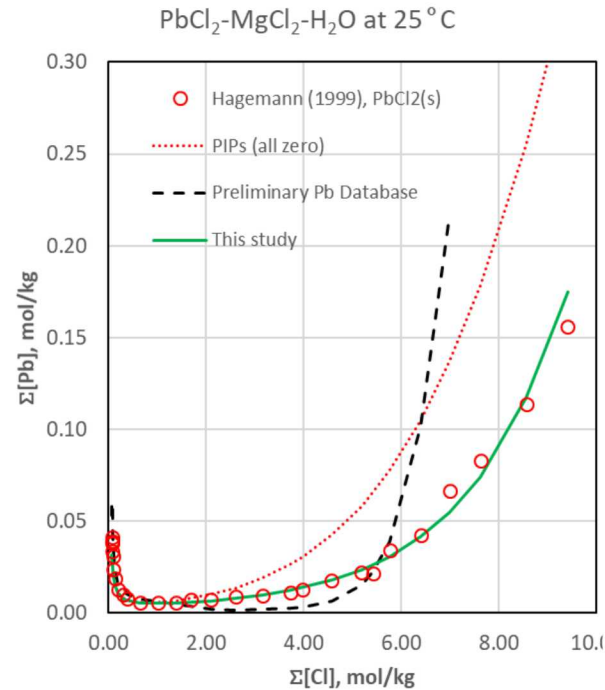 PbCl₂-MgCl₂-H₂O at 25°C
0.30
Hagemann (1999), PbCl2(s)
PIPs (all zero)
0.20
Preliminary Pb Database
This study
Σ[Pb], mol/kg
0.15
0.10
0.05
0.00
0.00 2.00 4.00 6.00 8.00 10.0
Σ[Cl], mol/kg